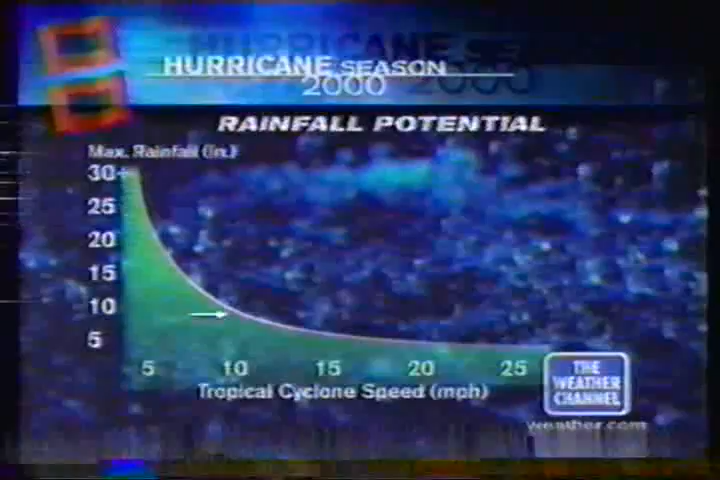 HURRICANE SEASON
2000
RAINFALL POTENTIAL
Max. Rainfall (in.)
30+
25
20
15
10
5
5 10 15 20 25
Tropical Cyclone Speed (mph)
THE
WEATHER
CHANNEL
weather.com